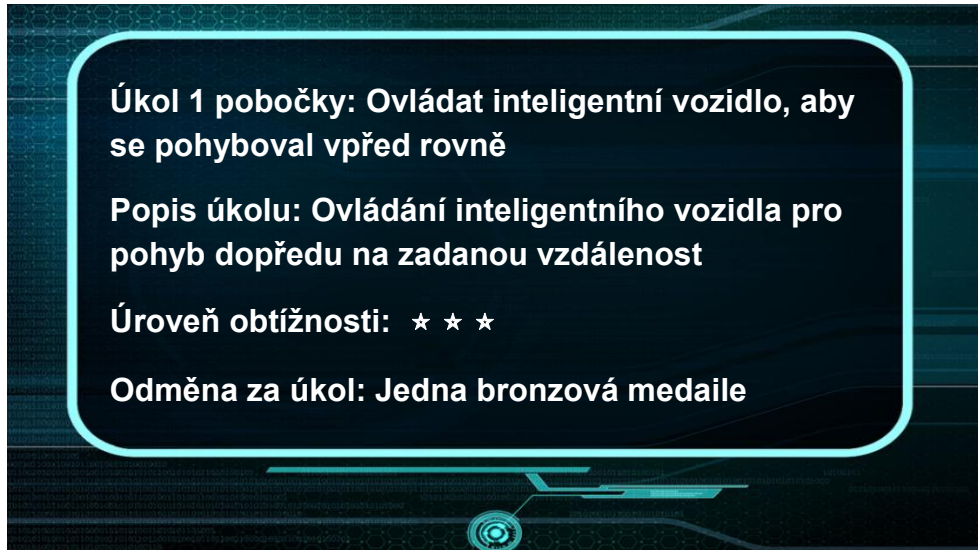 Úkol 1 pobočky: Ovládat inteligentní vozidlo, aby
se pohyboval vpřed rovně
Popis úkolu: Ovládání inteligentního vozidla pro
pohyb dopředu na zadanou vzdálenost
Úroveň obtížnosti: ★ ★ ★
Odměna za úkol: Jedna bronzová medaile